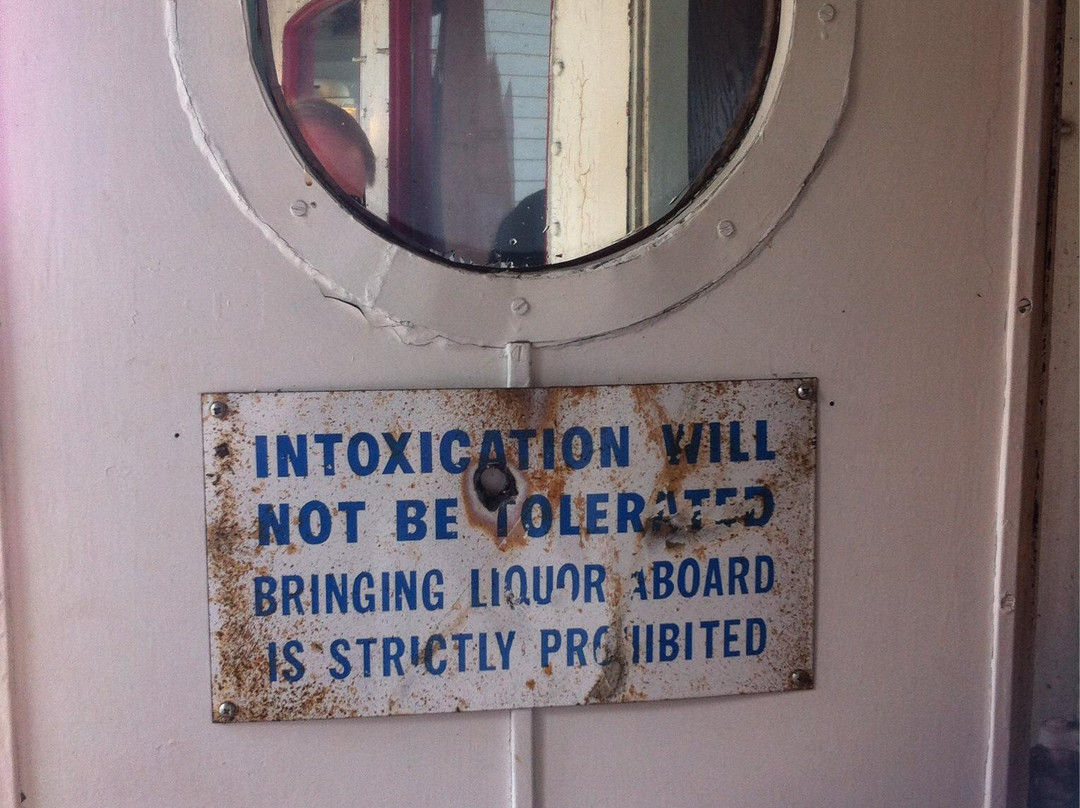 INTOXICATION WILL
NOT BE TOLERATED
BRINGING LIQUOR ABOARD
IS STRICTLY PROHIBITED